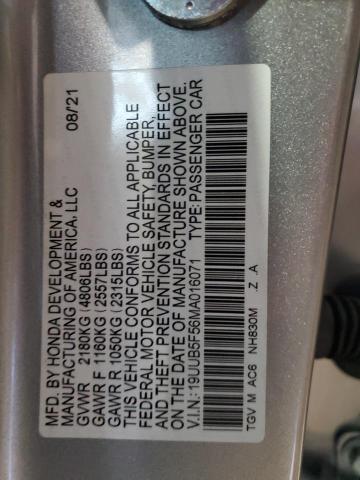 MFD. BY HONDA DEVELOPMENT & 08/21
MANUFACTURING OF AMERICA, LLC
GVWR 2180KG (4806LBS)
GAWR F 1160KG (2557LBS)
GAWR R 1050KG (2315LBS)
THIS VEHICLE CONFORMS TO ALL APPLICABLE
FEDERAL MOTOR VEHICLE SAFETY, BUMPER,
AND THEFT PREVENTION STANDARDS IN EFFECT
ON THE DATE OF MANUFACTURE SHOWN ABOVE.
V.I.N.: 19UUB5F56MA016071 TYPE: PASSENGER CAR
TGV M AC6 NH830M .Z .A